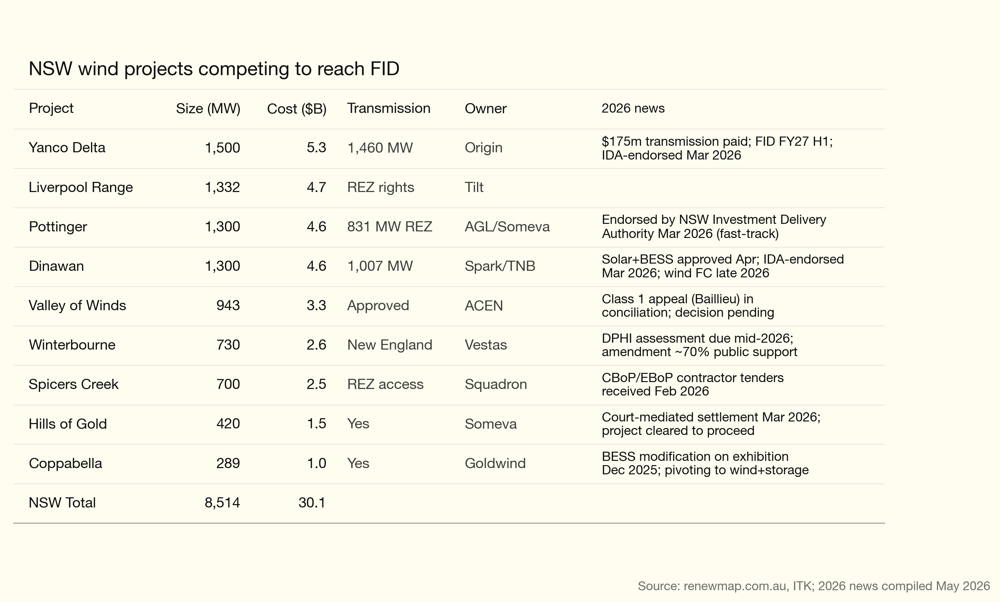 NSW wind projects competing to reach FID
Project Size (MW) Cost ($B) Transmission Owner 2026 news
Yanco Delta 1,500 5.3 1,460 MW Origin $175m transmission paid; FID FY27 H1;
IDA-endorsed Mar 2026
Liverpool Range 1,332 4.7 REZ rights Tilt
Pottinger 1,300 4.6 831 MW REZ AGL/Someva Endorsed by NSW Investment Delivery
Authority Mar 2026 (fast-track)
Dinawan 1,300 4.6 1,007 MW Spark/TNB Solar+BESS approved Apr; IDA-endorsed
Mar 2026; wind FC late 2026
Valley of Winds 943 3.3 Approved ACEN Class 1 appeal (Baillieu) in
conciliation; decision pending
Winterbourne 730 2.6 New England Vestas DPHI assessment due mid-2026;
amendment ~70% public support
Spicers Creek 700 2.5 REZ access Squadron CBoP/EBoP contractor tenders
received Feb 2026
Hills of Gold 420 1.5 Yes Someva Court-mediated settlement Mar 2026;
project cleared to proceed
Coppabella 289 1.0 Yes Goldwind BESS modification on exhibition
Dec 2025; pivoting to wind+storage
NSW Total 8,514 30.1
Source: renewmap.com.au, ITK; 2026 news compiled May 2026